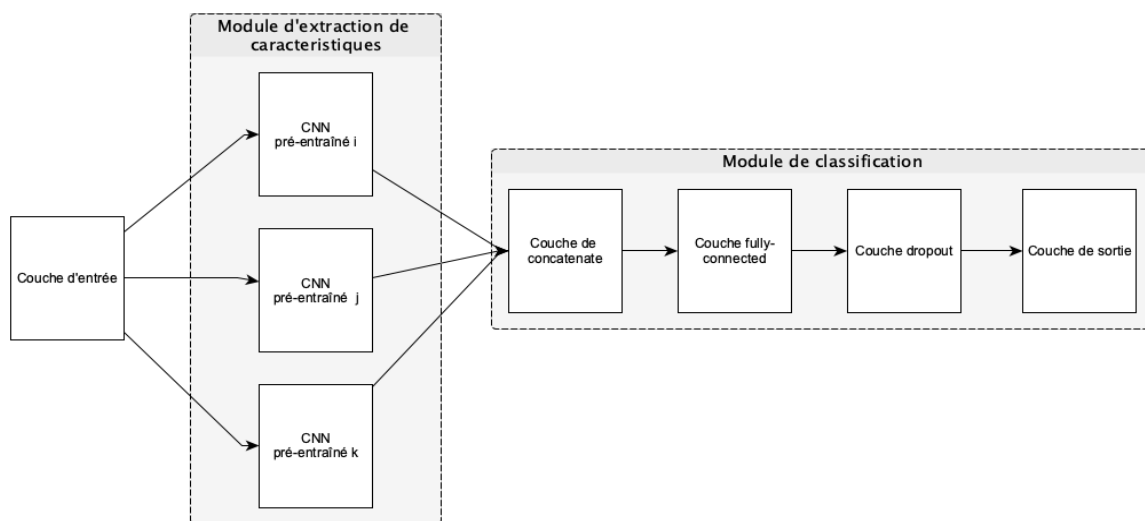 Module d'extraction de
caracteristiques
CNN
pré-entraîné i
Couche d'entrée
CNN
pré-entraîné j
CNN
pré-entraîné k
Module de classification
Couche de
concatenate
Couche fully-
connected
Couche dropout
Couche de sortie